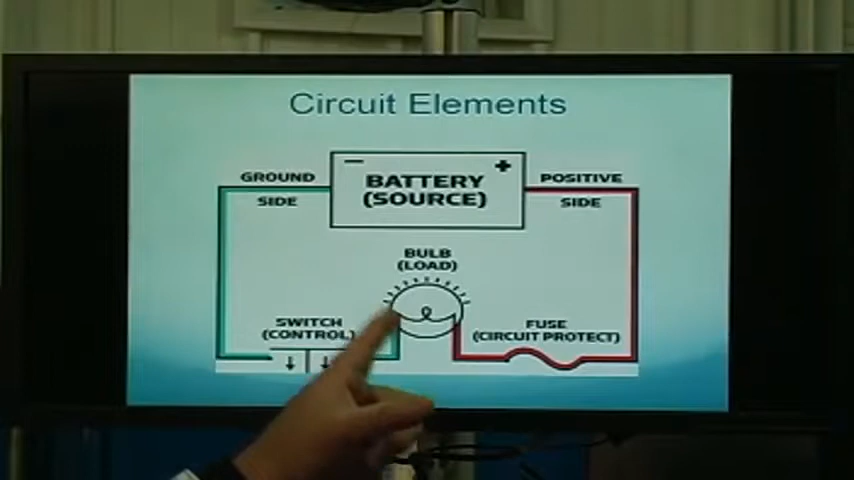 Circuit Elements
− +
GROUND
SIDE
BATTERY
(SOURCE)
POSITIVE
SIDE
BULB
(LOAD)
SWITCH
(CONTROL)
FUSE
(CIRCUIT PROTECT)